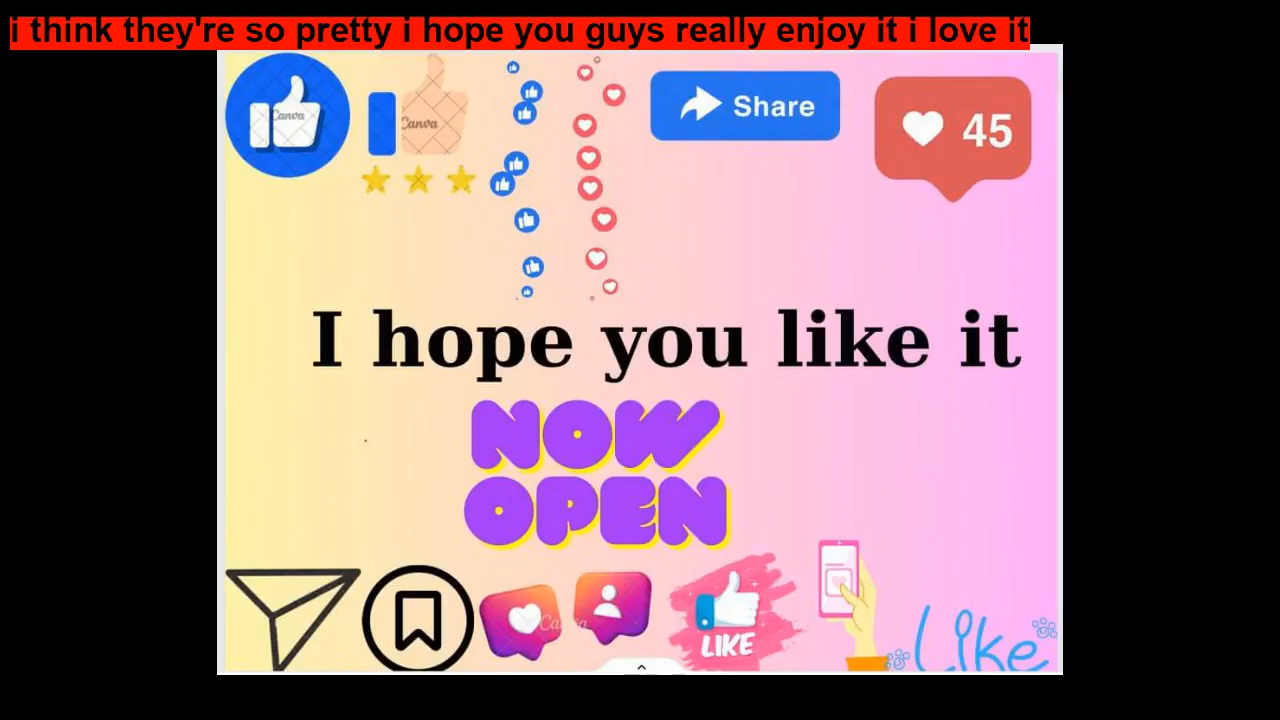 i think they're so pretty i hope you guys really enjoy it i love it
Canva
Canva
Share
45
I hope you like it
NOW
OPEN
Canva
LIKE
Like